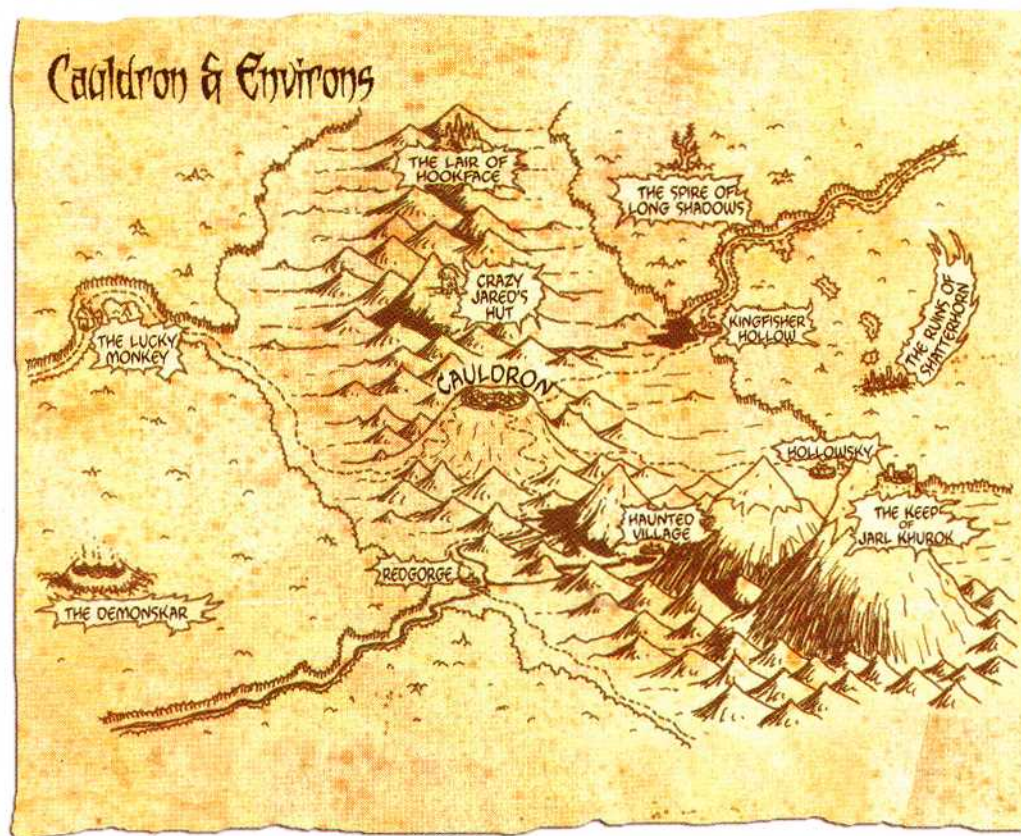 Cauldron & Environs
THE LAIR OF
HOOKFACE
THE SPIRE OF
LONG SHADOWS
CRAZY
JARED'S
HUT
THE LUCKY
MONKEY
KINGFISHER
HOLLOW
THE RUINS OF
SHATTERHORN
CAULDRON
HOLLOWSKY
THE KEEP
OF
JARL KHUROK
HAUNTED
VILLAGE
REDGORGE
THE DEMONSKAR